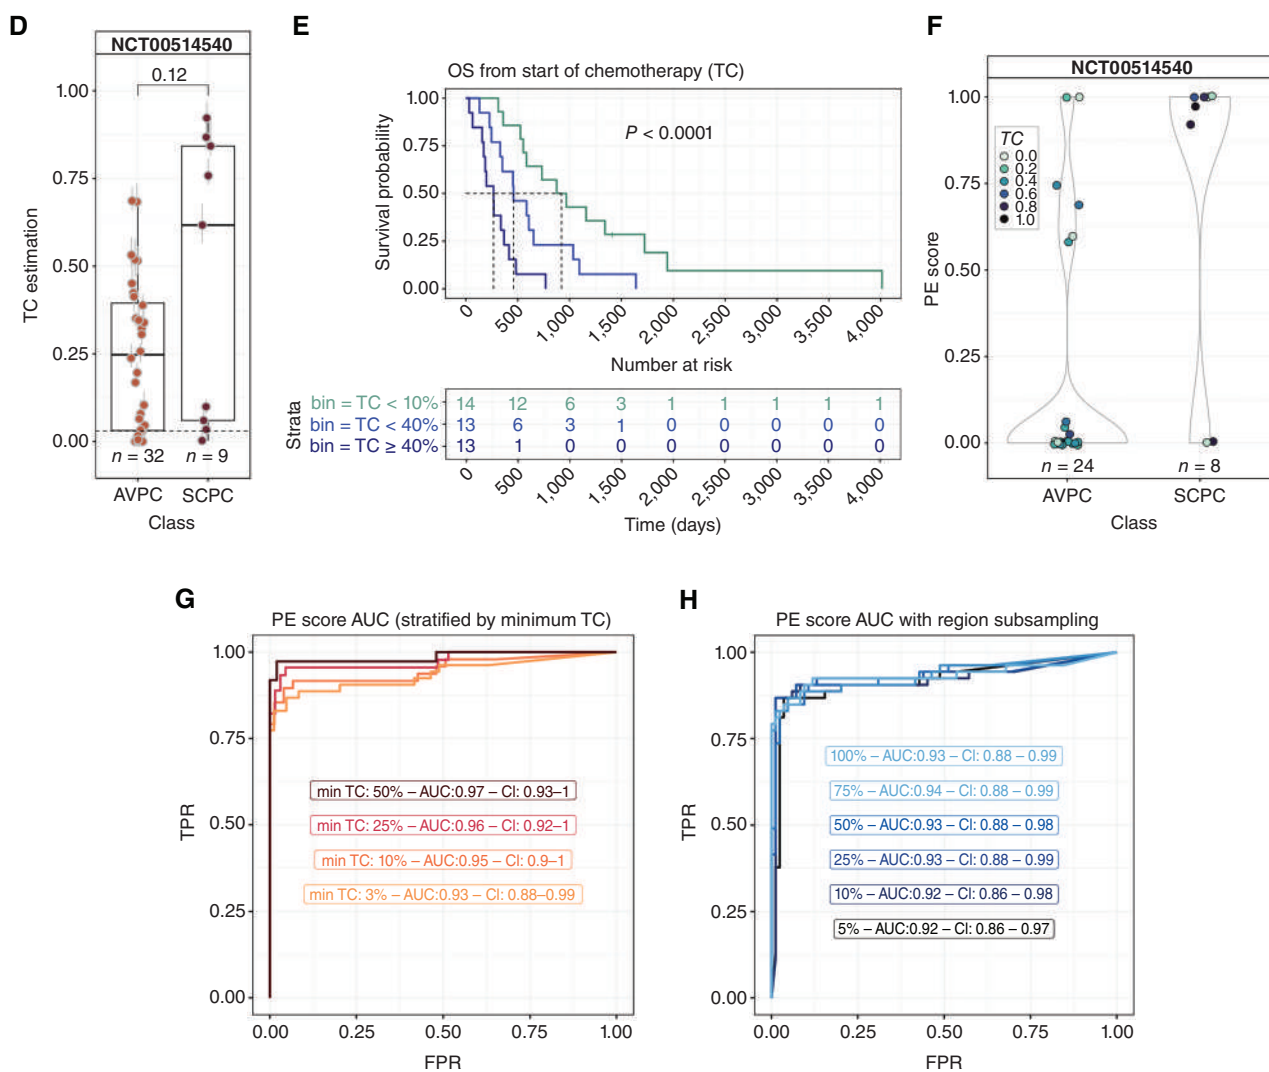 D
NCT00514540
0.12
TC estimation
1.00
0.75
0.50
0.25
0.00
n = 32
n = 9
AVPC
SCPC
Class
E
OS from start of chemotherapy (TC)
Survival probability
1.00
0.75
0.50
0.25
0.00
P < 0.0001
0
500
1,000
1,500
2,000
2,500
3,000
3,500
4,000
Number at risk
Strata
bin = TC < 10% 14 12 6 3 1 1 1 1 1
bin = TC < 40% 13 6 3 1 0 0 0 0 0
bin = TC ≥ 40% 13 1 0 0 0 0 0 0 0
0
500
1,000
1,500
2,000
2,500
3,000
3,500
4,000
Time (days)
F
NCT00514540
PE score
1.00
0.75
0.50
0.25
0.00
TC
0.0
0.2
0.4
0.6
0.8
1.0
n = 24
n = 8
AVPC
SCPC
Class
G
PE score AUC (stratified by minimum TC)
TPR
1.00
0.75
0.50
0.25
0.00
min TC: 50% – AUC:0.97 – CI: 0.93–1
min TC: 25% – AUC:0.96 – CI: 0.92–1
min TC: 10% – AUC:0.95 – CI: 0.9–1
min TC: 3% – AUC:0.93 – CI: 0.88–0.99
0.00
0.25
0.50
0.75
1.00
FPR
H
PE score AUC with region subsampling
TPR
1.00
0.75
0.50
0.25
0.00
100% – AUC:0.93 – CI: 0.88 – 0.99
75% – AUC:0.94 – CI: 0.88 – 0.99
50% – AUC:0.93 – CI: 0.88 – 0.98
25% – AUC:0.93 – CI: 0.88 – 0.99
10% – AUC:0.92 – CI: 0.86 – 0.98
5% – AUC:0.92 – CI: 0.86 – 0.97
0.00
0.25
0.50
0.75
1.00
FPR